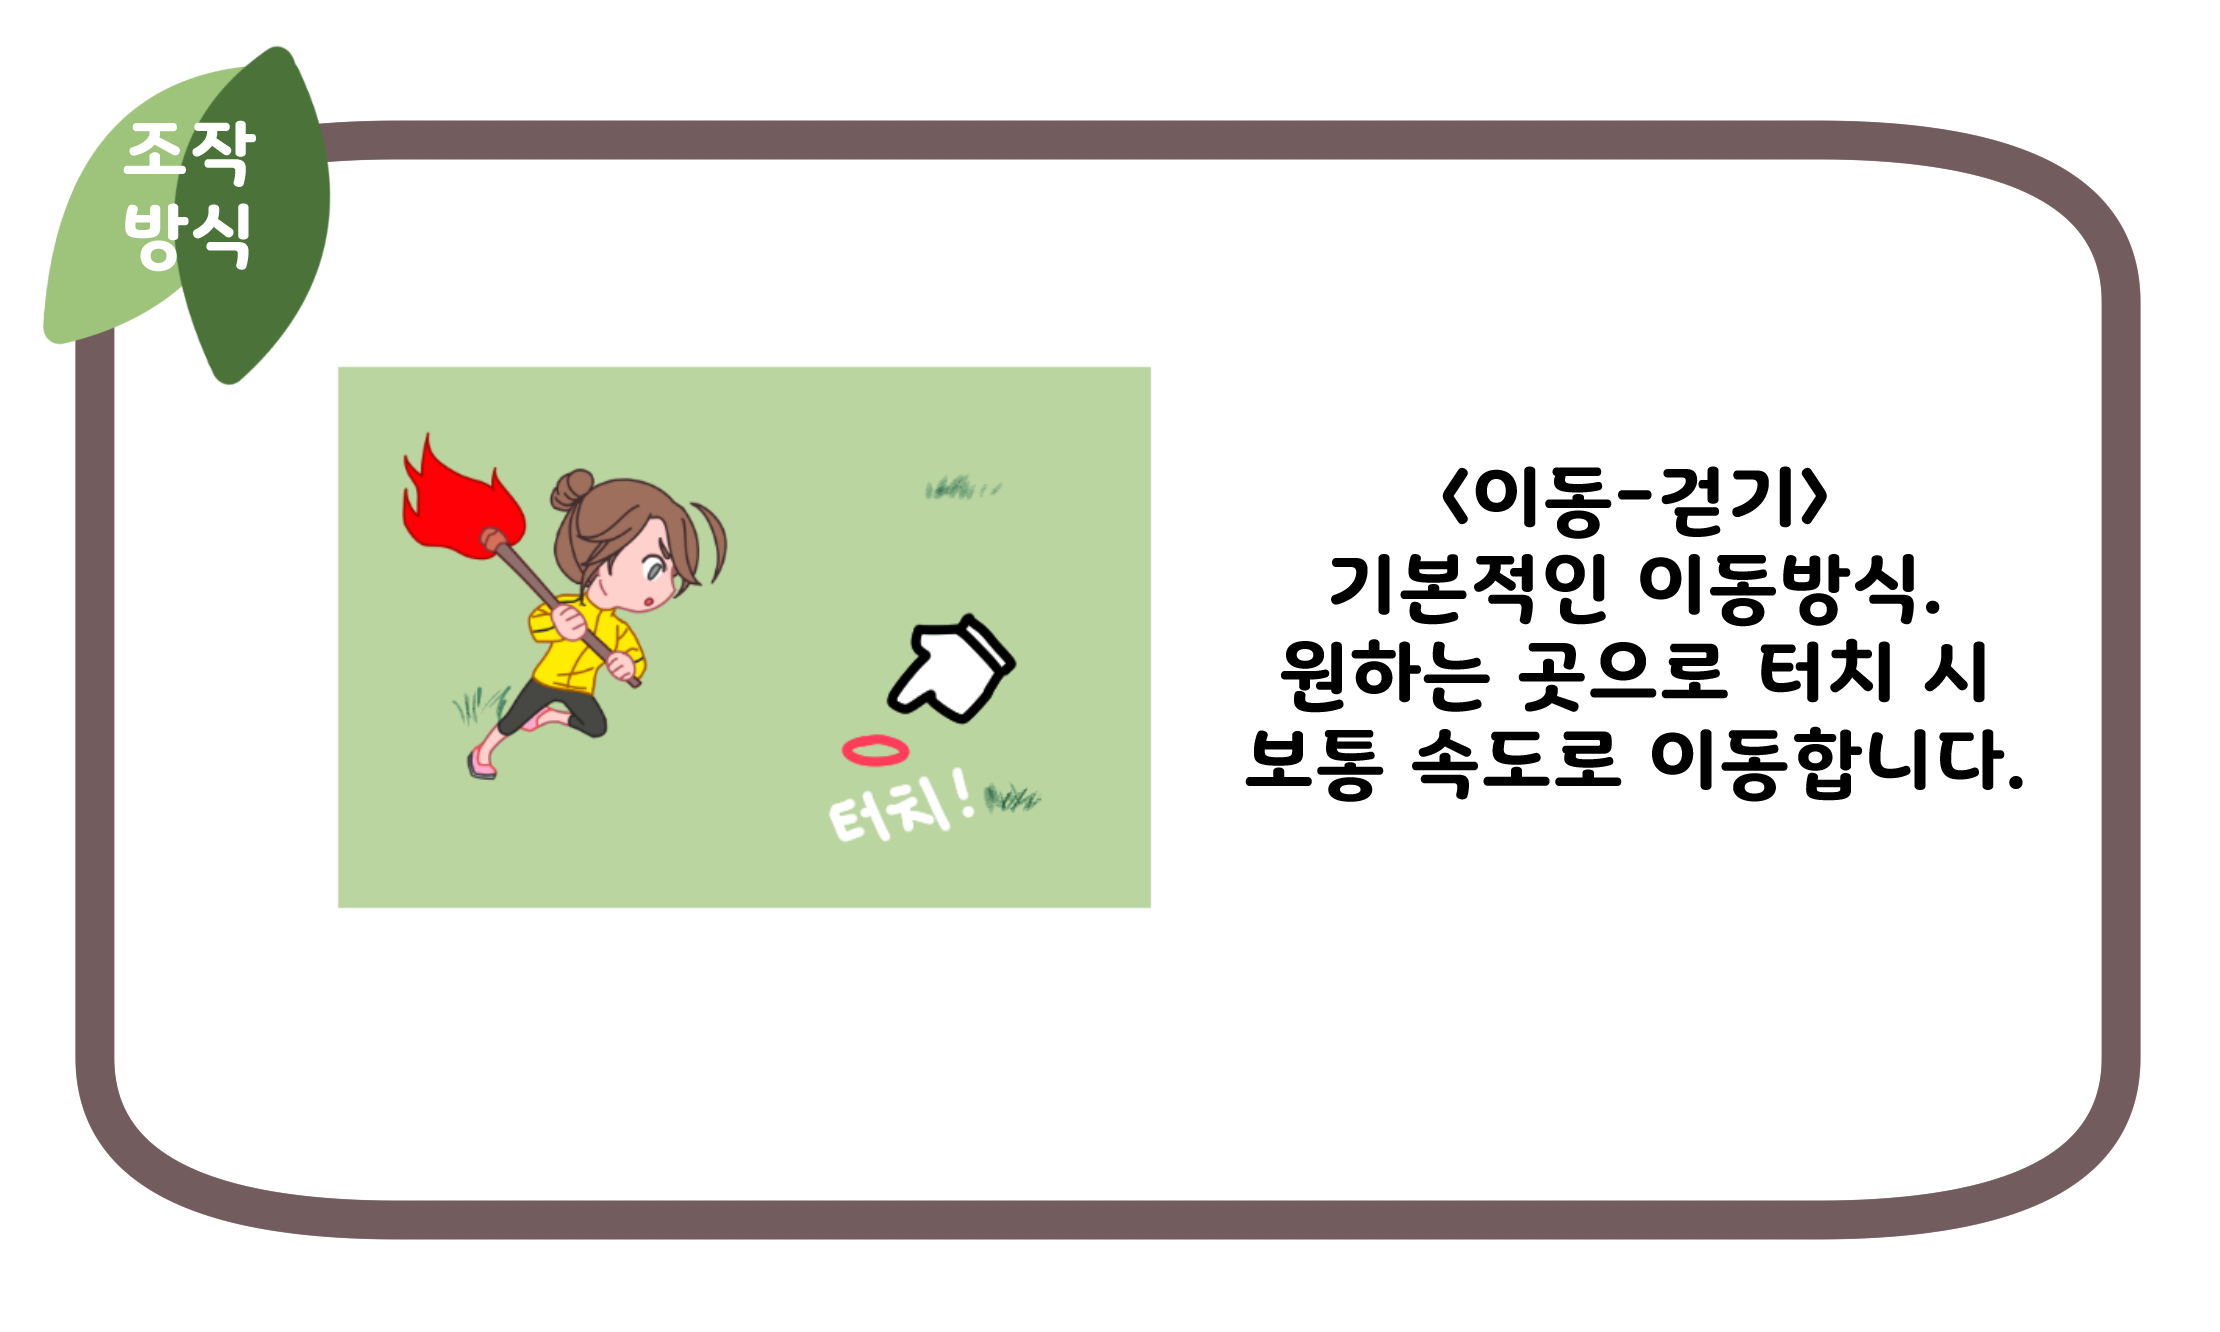 조작
방식
<이동-걷기>
기본적인 이동방식.
원하는 곳으로 터치 시
보통 속도로 이동합니다.
터치!